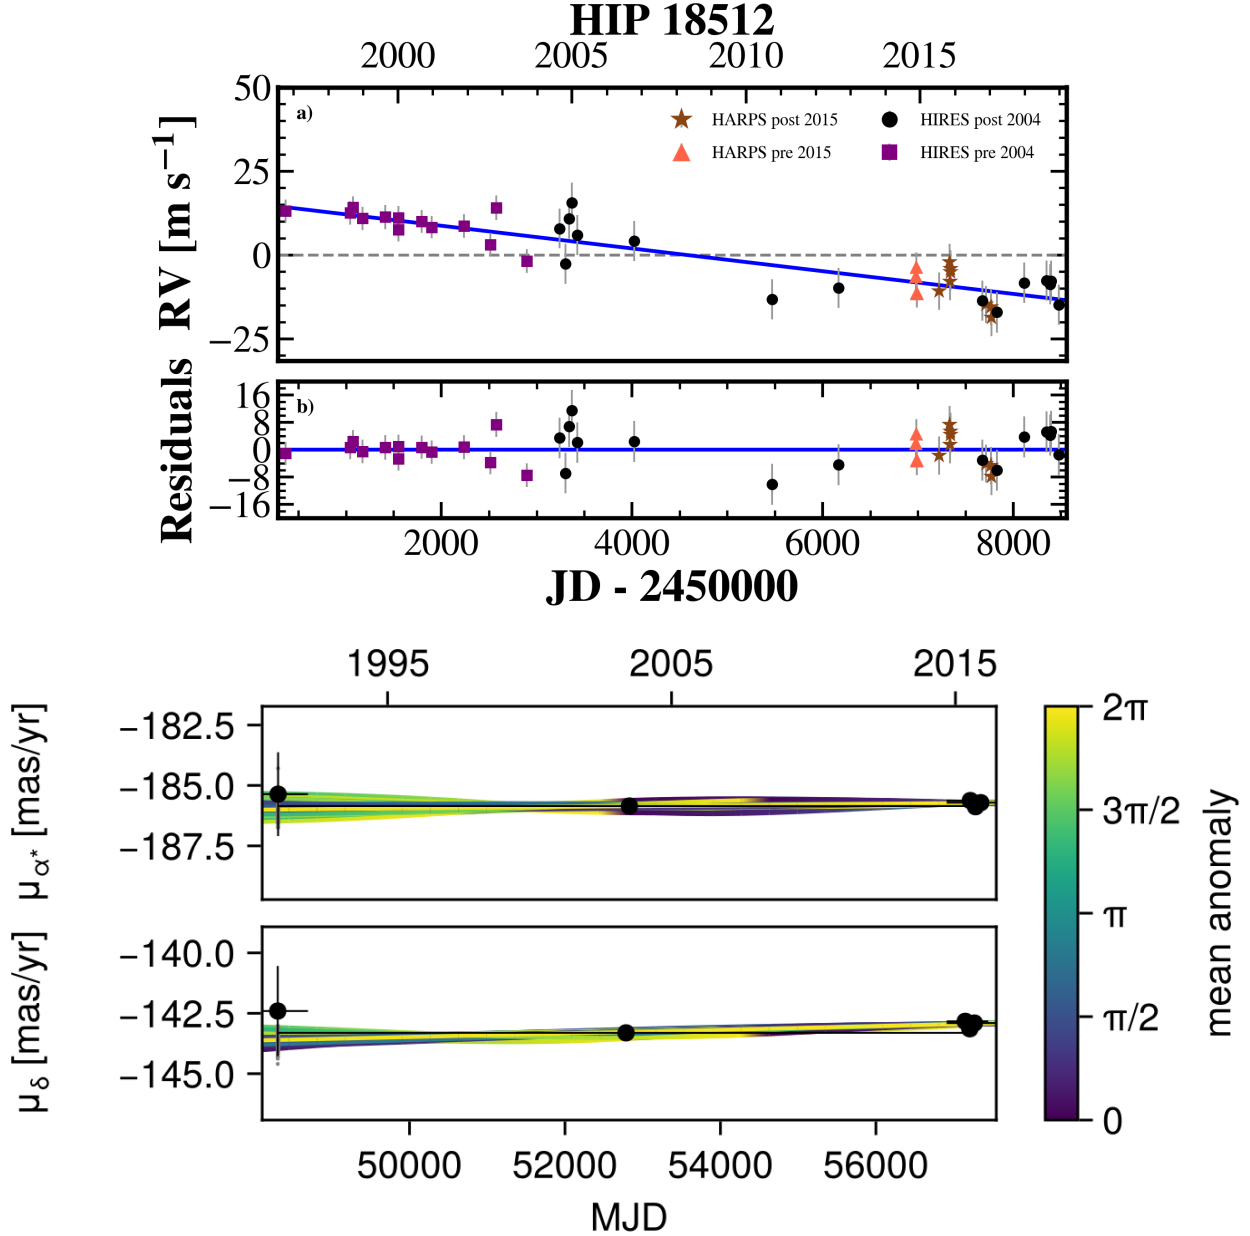 HIP 18512
2000 2005 2010 2015
a)
HARPS post 2015
HIRES post 2004
HARPS pre 2015
HIRES pre 2004
50
25
0
−25
RV [m s⁻¹]
b)
16
8
0
−8
−16
Residuals
2000 4000 6000 8000
JD - 2450000
1995 2005 2015
−182.5
−185.0
−187.5
μα* [mas/yr]
−140.0
−142.5
−145.0
μδ [mas/yr]
50000 52000 54000 56000
MJD
2π
3π/2
π
π/2
0
mean anomaly